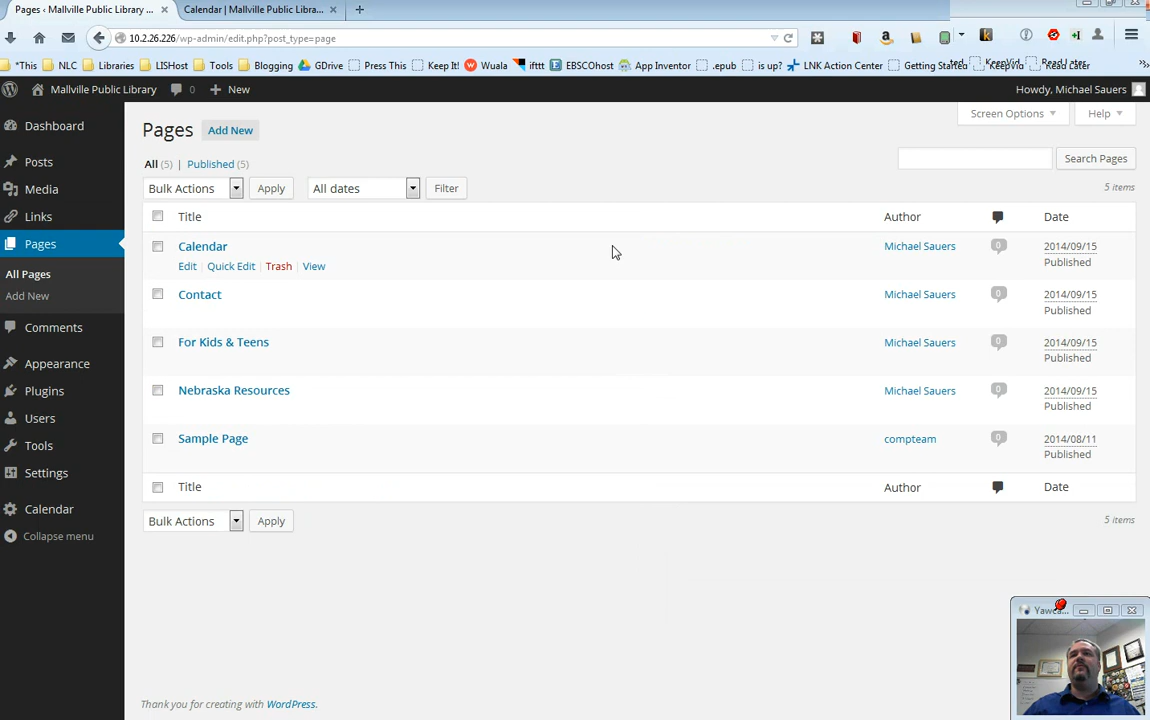 Pages ‹ Mallville Public Library ... × Calendar | Mallville Public Libra... × +
10.2.26.226/wp-admin/edit.php?post_type=page
*This NLC Libraries LISHost Tools Blogging GDrive Press This Keep It! Wuala ifttt EBSCOhost App Inventor .epub is up? LNK Action Center Getting Started KeepVid Read Later
Mallville Public Library 0 + New Howdy, Michael Sauers
Screen Options Help
Dashboard
Posts
Media
Links
Pages
All Pages
Add New
Comments
Appearance
Plugins
Users
Tools
Settings
Calendar
Collapse menu
Pages Add New
All (5) | Published (5)
Search Pages
Bulk Actions Apply All dates Filter 5 items
Title Author Date
Calendar Michael Sauers 0 2014/09/15
Edit | Quick Edit | Trash | View Published
Contact Michael Sauers 0 2014/09/15
Published
For Kids & Teens Michael Sauers 0 2014/09/15
Published
Nebraska Resources Michael Sauers 0 2014/09/15
Published
Sample Page compteam 0 2014/08/11
Published
Title Author Date
Bulk Actions Apply 5 items
Thank you for creating with WordPress.